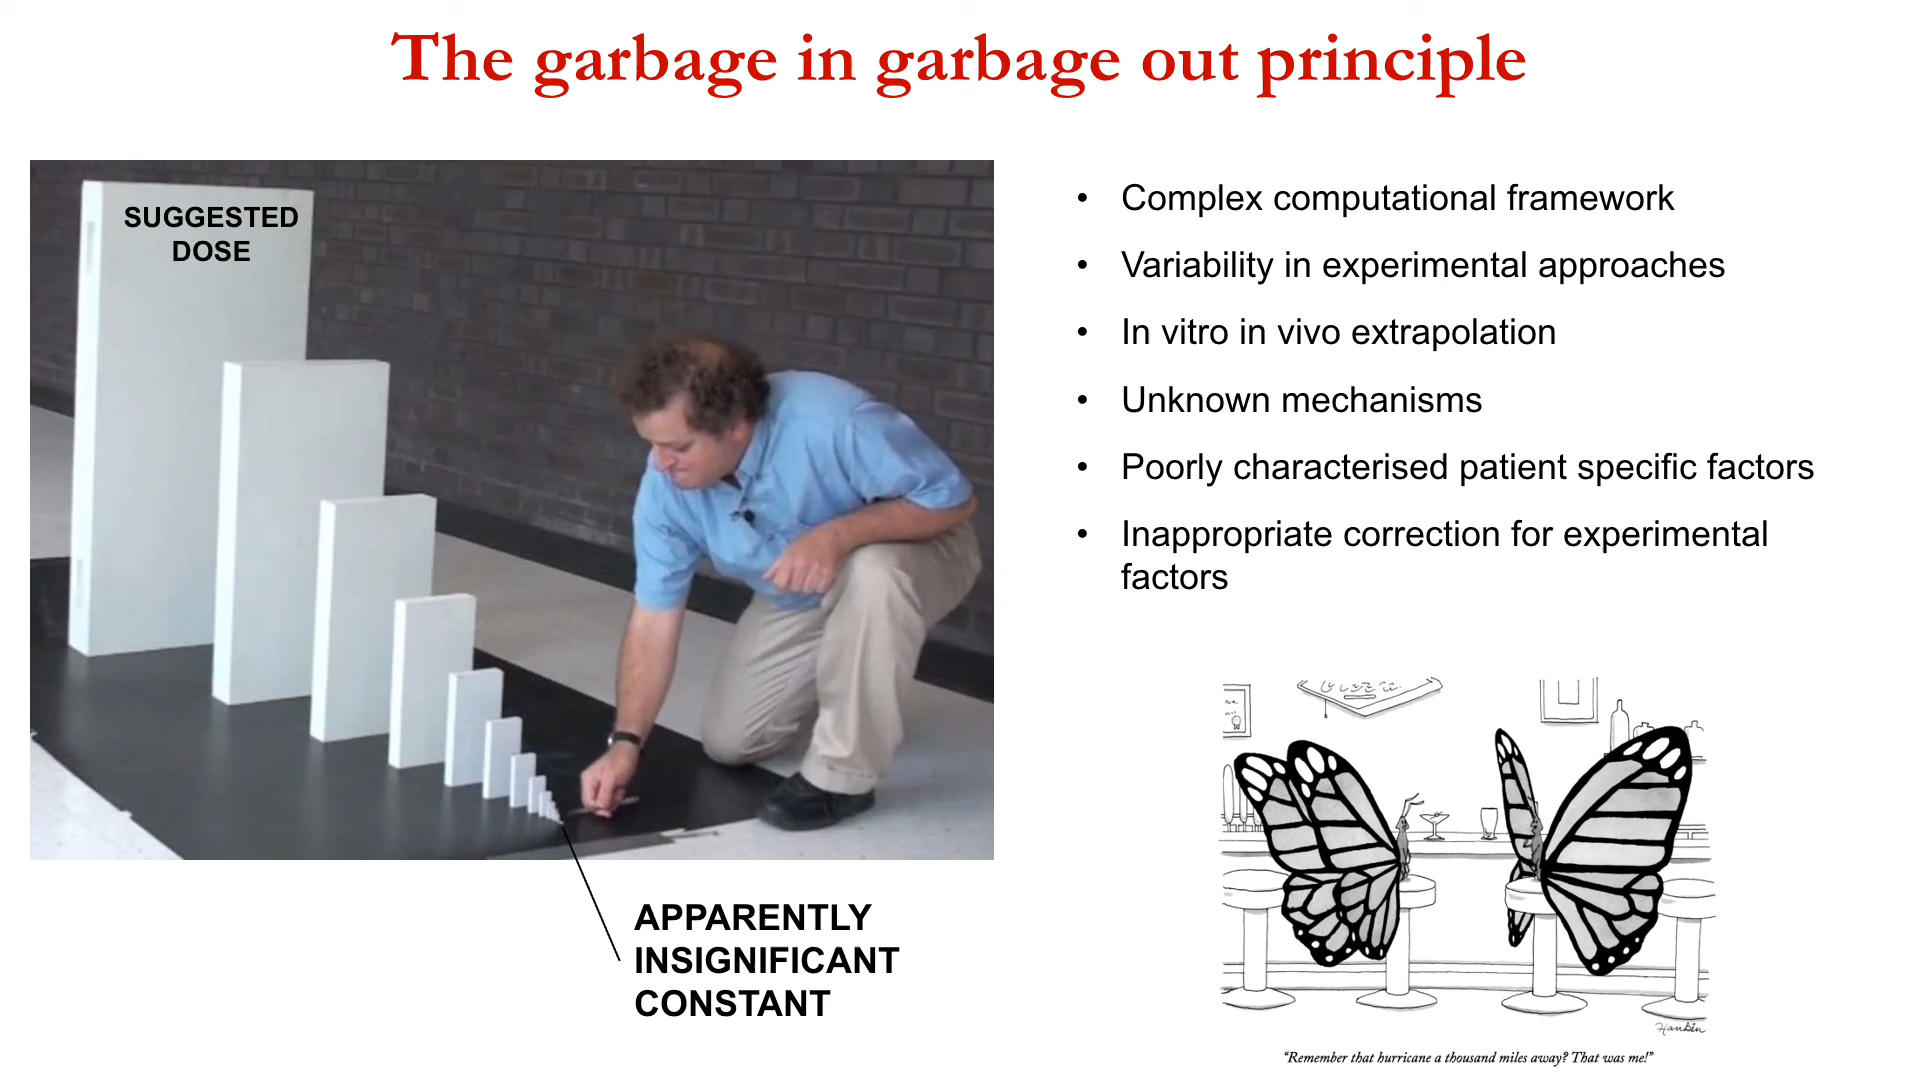 The garbage in garbage out principle
SUGGESTED
DOSE
APPARENTLY
INSIGNIFICANT
CONSTANT
• Complex computational framework
• Variability in experimental approaches
• In vitro in vivo extrapolation
• Unknown mechanisms
• Poorly characterised patient specific factors
• Inappropriate correction for experimental
factors
Hankin
“Remember that hurricane a thousand miles away? That was me!”